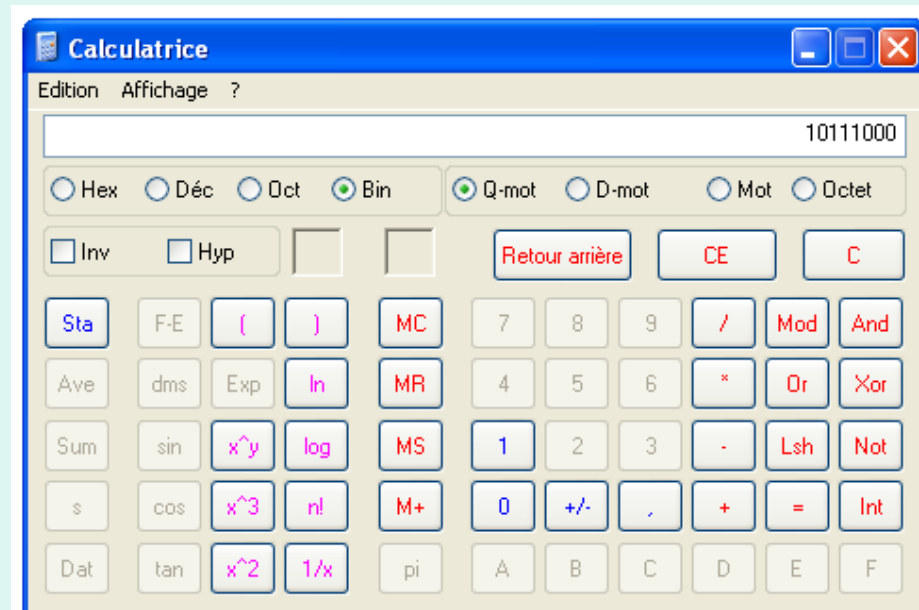 Calculatrice
Edition Affichage ?
10111000
Hex Déc Oct Bin Q-mot D-mot Mot Octet
Inv Hyp Retour arrière CE C
Sta F-E ( ) MC 7 8 9 / Mod And
Ave dms Exp ln MR 4 5 6 * Or Xor
Sum sin x^y log MS 1 2 3 - Lsh Not
s cos x^3 n! M+ 0 +/- , + = Int
Dat tan x^2 1/x pi A B C D E F